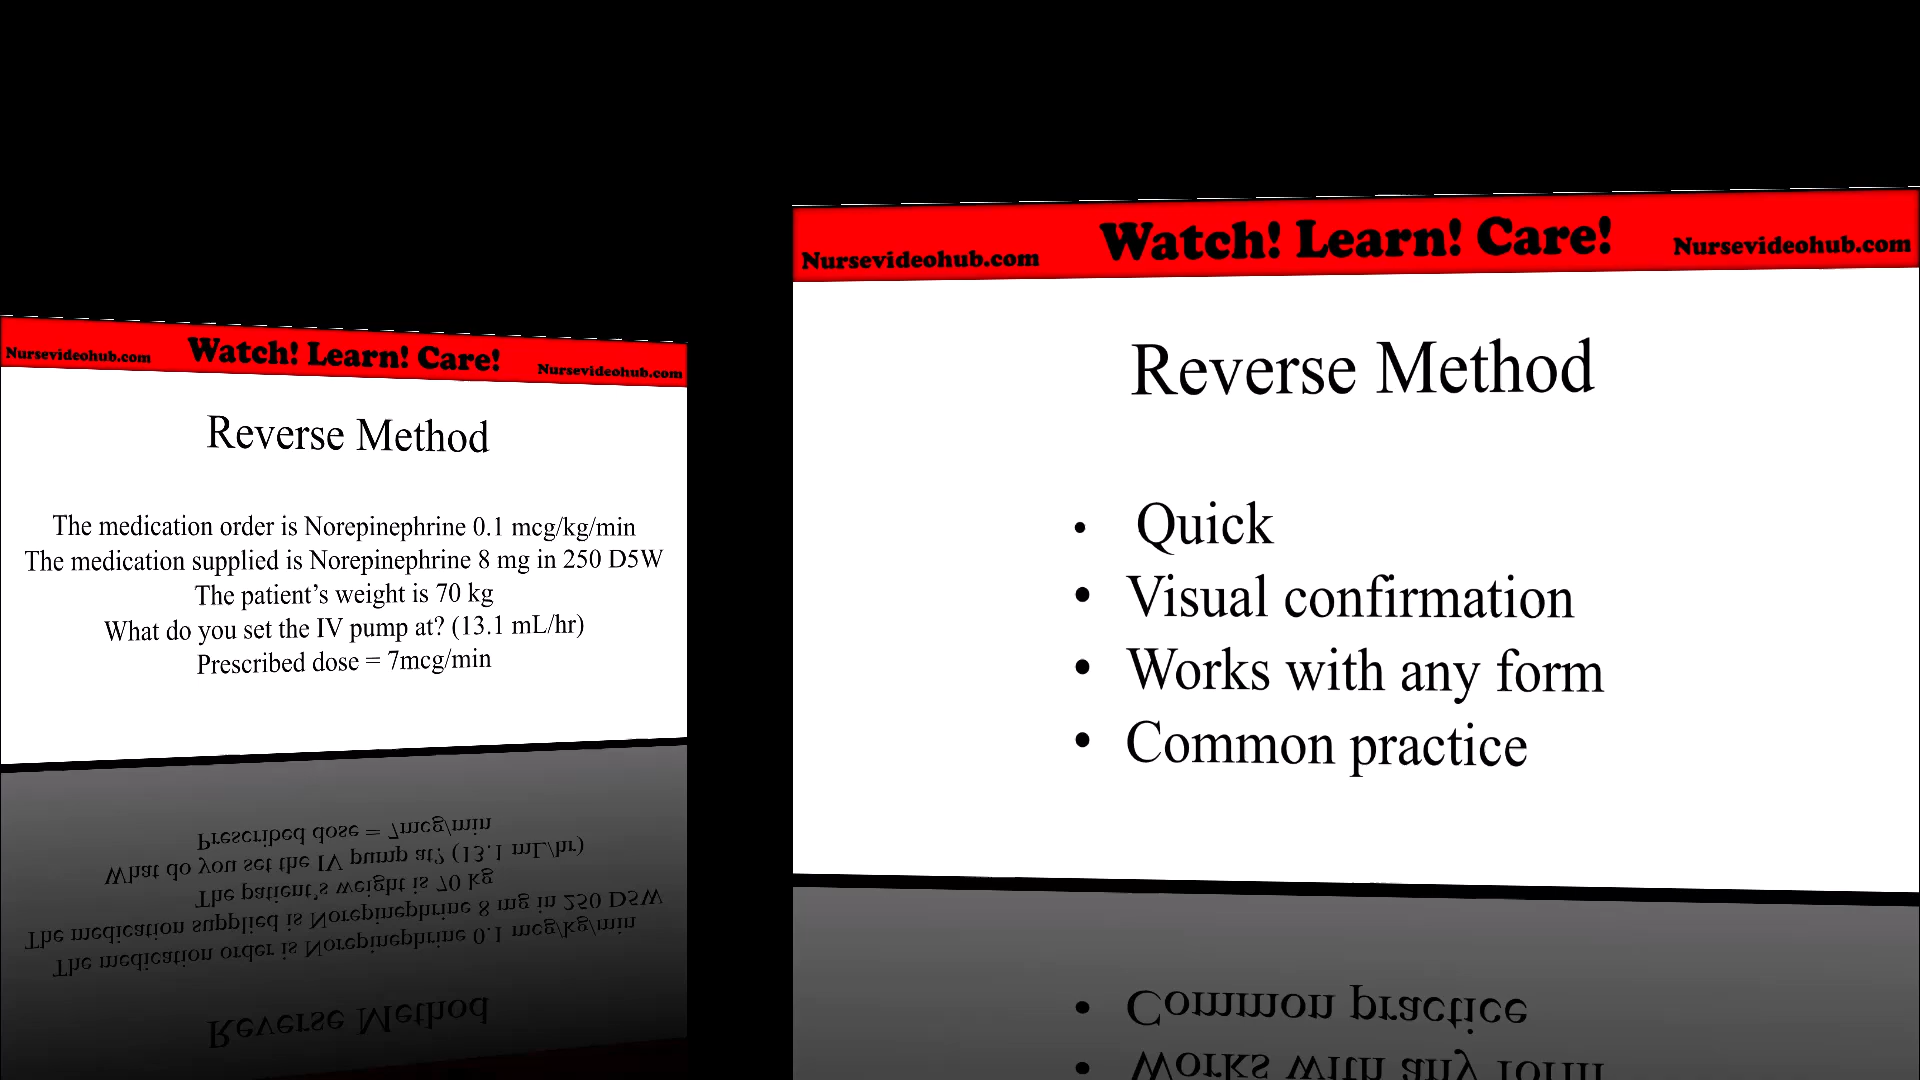 Nursevideohub.com Watch! Learn! Care! Nursevideohub.com
Reverse Method
The medication order is Norepinephrine 0.1 mcg/kg/min
The medication supplied is Norepinephrine 8 mg in 250 D5W
The patient’s weight is 70 kg
What do you set the IV pump at? (13.1 mL/hr)
Prescribed dose = 7mcg/min
Nursevideohub.com Watch! Learn! Care! Nursevideohub.com
Reverse Method
• Quick
• Visual confirmation
• Works with any form
• Common practice